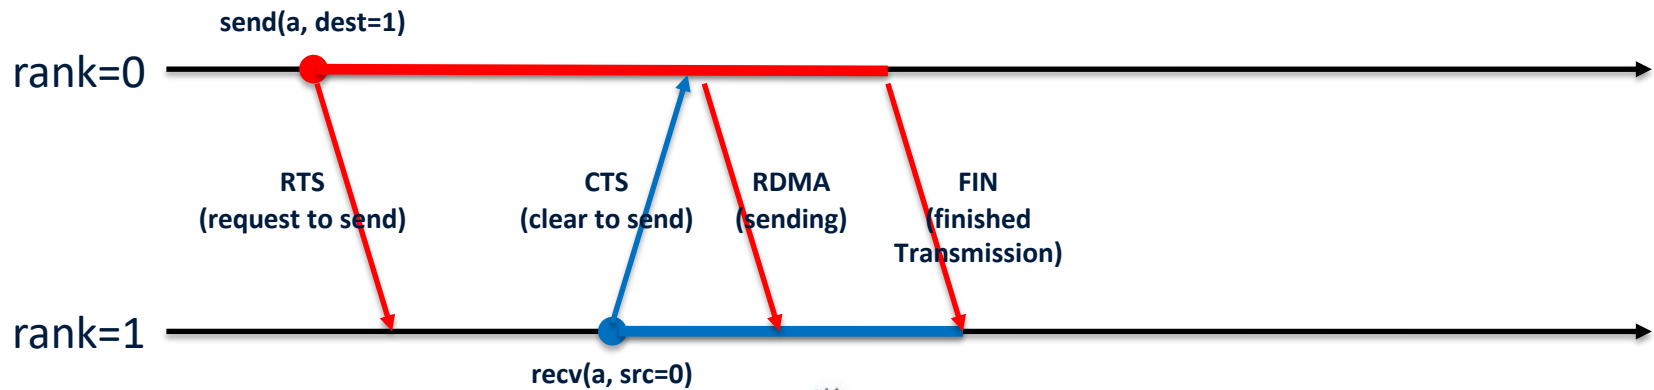 send(a, dest=1)
rank=0
RTS
(request to send)
CTS
(clear to send)
RDMA
(sending)
FIN
(finished
Transmission)
rank=1
recv(a, src=0)